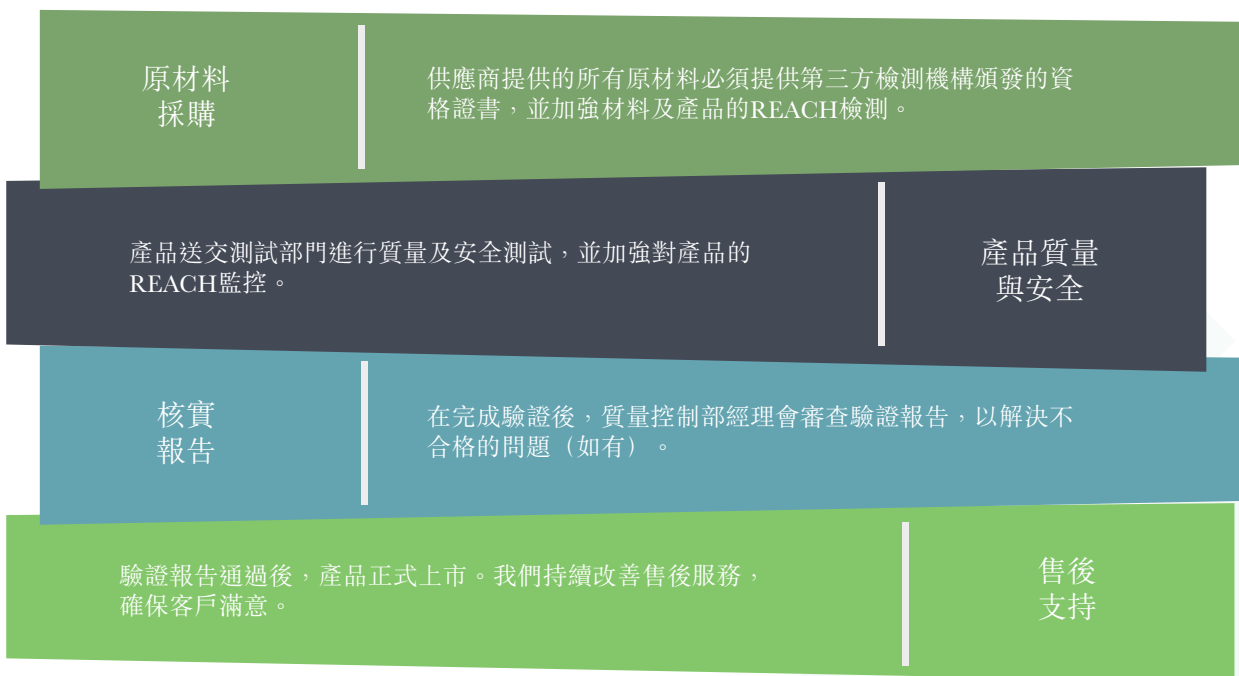 原材料
採購
供應商提供的所有原材料必須提供第三方檢測機構頒發的資
格證書，並加強材料及產品的REACH檢測。
產品送交測試部門進行質量及安全測試，並加強對產品的
REACH監控。
產品質量
與安全
核實
報告
在完成驗證後，質量控制部經理會審查驗證報告，以解決不
合格的問題（如有）。
驗證報告通過後，產品正式上市。我們持續改善售後服務，
確保客戶滿意。
售後
支持